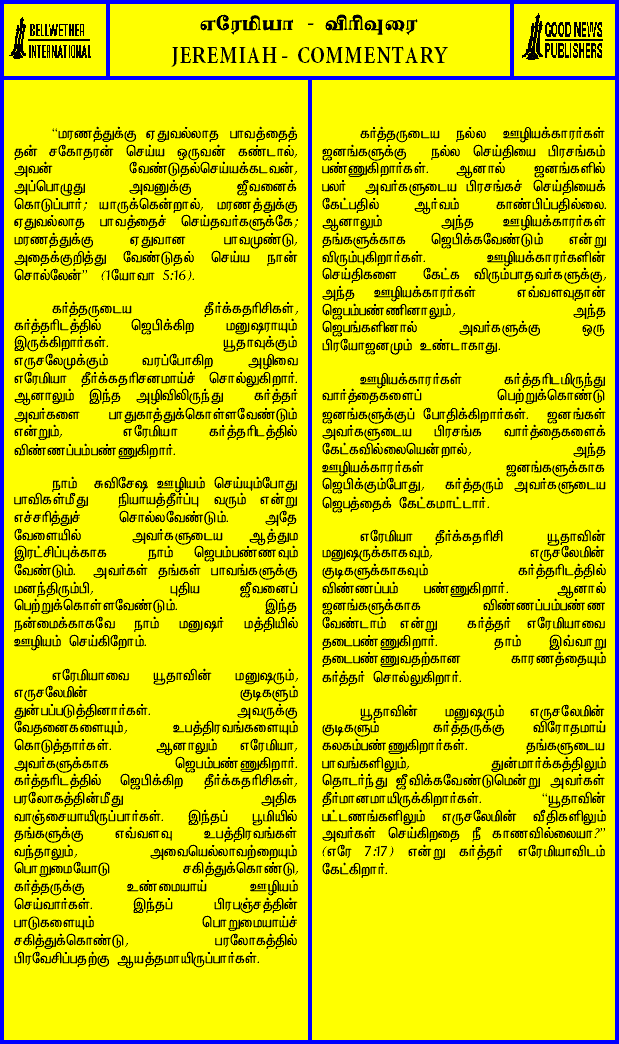 BELLWETHER
INTERNATIONAL
எரேமியா - விரிவுரை
JEREMIAH - COMMENTARY
GOOD NEWS
PUBLISHERS
“மரணத்துக்கு ஏதுவல்லாத பாவத்தைத்
தன் சகோதரன் செய்ய ஒருவன் கண்டால்,
அவன் வேண்டுதல்செய்யக்கடவன்,
அப்பொழுது அவனுக்கு ஜீவனைக்
கொடுப்பார்; யாருக்கென்றால், மரணத்துக்கு
ஏதுவல்லாத பாவத்தைச் செய்தவர்களுக்கே;
மரணத்துக்கு ஏதுவான பாவமுண்டு,
அதைக்குறித்து வேண்டுதல் செய்ய நான்
சொல்லேன்” (1யோவா 5:16).
கர்த்தருடைய தீர்க்கதரிசிகள்,
கர்த்தரிடத்தில் ஜெபிக்கிற மனுஷராயும்
இருக்கிறார்கள். யூதாவுக்கும்
எருசலேமுக்கும் வரப்போகிற அழிவை
எரேமியா தீர்க்கதரிசனமாய்ச் சொல்லுகிறார்.
ஆனாலும் இந்த அழிவிலிருந்து கர்த்தர்
அவர்களை பாதுகாத்துக்கொள்ளவேண்டும்
என்றும், எரேமியா கர்த்தரிடத்தில்
விண்ணப்பம்பண்ணுகிறார்.
நாம் சுவிசேஷ ஊழியம் செய்யும்போது
பாவிகள்மீது நியாயத்தீர்ப்பு வரும் என்று
எச்சரித்துச் சொல்லவேண்டும். அதே
வேளையில் அவர்களுடைய ஆத்தும
இரட்சிப்புக்காக நாம் ஜெபம்பண்ணவும்
வேண்டும். அவர்கள் தங்கள் பாவங்களுக்கு
மனந்திரும்பி, புதிய ஜீவனைப்
பெற்றுக்கொள்ளவேண்டும். இந்த
நன்மைக்காகவே நாம் மனுஷர் மத்தியில்
ஊழியம் செய்கிறோம்.
எரேமியாவை யூதாவின் மனுஷரும்,
எருசலேமின் குடிகளும்
துன்பப்படுத்தினார்கள். அவருக்கு
வேதனைகளையும், உபத்திரவங்களையும்
கொடுத்தார்கள். ஆனாலும் எரேமியா,
அவர்களுக்காக ஜெபம்பண்ணுகிறார்.
கர்த்தரிடத்தில் ஜெபிக்கிற தீர்க்கதரிசிகள்,
பரலோகத்தின்மீது அதிக
வாஞ்சையாயிருப்பார்கள். இந்தப் பூமியில்
தங்களுக்கு எவ்வளவு உபத்திரவங்கள்
வந்தாலும், அவையெல்லாவற்றையும்
பொறுமையோடு சகித்துக்கொண்டு,
கர்த்தருக்கு உண்மையாய் ஊழியம்
செய்வார்கள். இந்தப் பிரபஞ்சத்தின்
பாடுகளையும் பொறுமையாய்ச்
சகித்துக்கொண்டு, பரலோகத்தில்
பிரவேசிப்பதற்கு ஆயத்தமாயிருப்பார்கள்.
கர்த்தருடைய நல்ல ஊழியக்காரர்கள்
ஜனங்களுக்கு நல்ல செய்தியை பிரசங்கம்
பண்ணுகிறார்கள். ஆனால் ஜனங்களில்
பலர் அவர்களுடைய பிரசங்கச் செய்தியைக்
கேட்பதில் ஆர்வம் காண்பிப்பதில்லை.
ஆனாலும் அந்த ஊழியக்காரர்கள்
தங்களுக்காக ஜெபிக்கவேண்டும் என்று
விரும்புகிறார்கள். ஊழியக்காரர்களின்
செய்திகளை கேட்க விரும்பாதவர்களுக்கு,
அந்த ஊழியக்காரர்கள் எவ்வளவுதான்
ஜெபம்பண்ணினாலும், அந்த
ஜெபங்களினால் அவர்களுக்கு ஒரு
பிரயோஜனமும் உண்டாகாது.
ஊழியக்காரர்கள் கர்த்தரிடமிருந்து
வார்த்தைகளைப் பெற்றுக்கொண்டு
ஜனங்களுக்குப் போதிக்கிறார்கள். ஜனங்கள்
அவர்களுடைய பிரசங்க வார்த்தைகளைக்
கேட்கவில்லையென்றால், அந்த
ஊழியக்காரர்கள் ஜனங்களுக்காக
ஜெபிக்கும்போது, கர்த்தரும் அவர்களுடைய
ஜெபத்தைக் கேட்கமாட்டார்.
எரேமியா தீர்க்கதரிசி யூதாவின்
மனுஷருக்காகவும், எருசலேமின்
குடிகளுக்காகவும் கர்த்தரிடத்தில்
விண்ணப்பம் பண்ணுகிறார். ஆனால்
ஜனங்களுக்காக விண்ணப்பம்பண்ண
வேண்டாம் என்று கர்த்தர் எரேமியாவை
தடைபண்ணுகிறார். தாம் இவ்வாறு
தடைபண்ணுவதற்கான காரணத்தையும்
கர்த்தர் சொல்லுகிறார்.
யூதாவின் மனுஷரும் எருசலேமின்
குடிகளும் கர்த்தருக்கு விரோதமாய்
கலகம்பண்ணுகிறார்கள். தங்களுடைய
பாவங்களிலும், துன்மார்க்கத்திலும்
தொடர்ந்து ஜீவிக்கவேண்டுமென்று அவர்கள்
தீர்மானமாயிருக்கிறார்கள். “யூதாவின்
பட்டணங்களிலும் எருசலேமின் வீதிகளிலும்
அவர்கள் செய்கிறதை நீ காணவில்லையா?”
(எரே 7:17) என்று கர்த்தர் எரேமியாவிடம்
கேட்கிறார்.